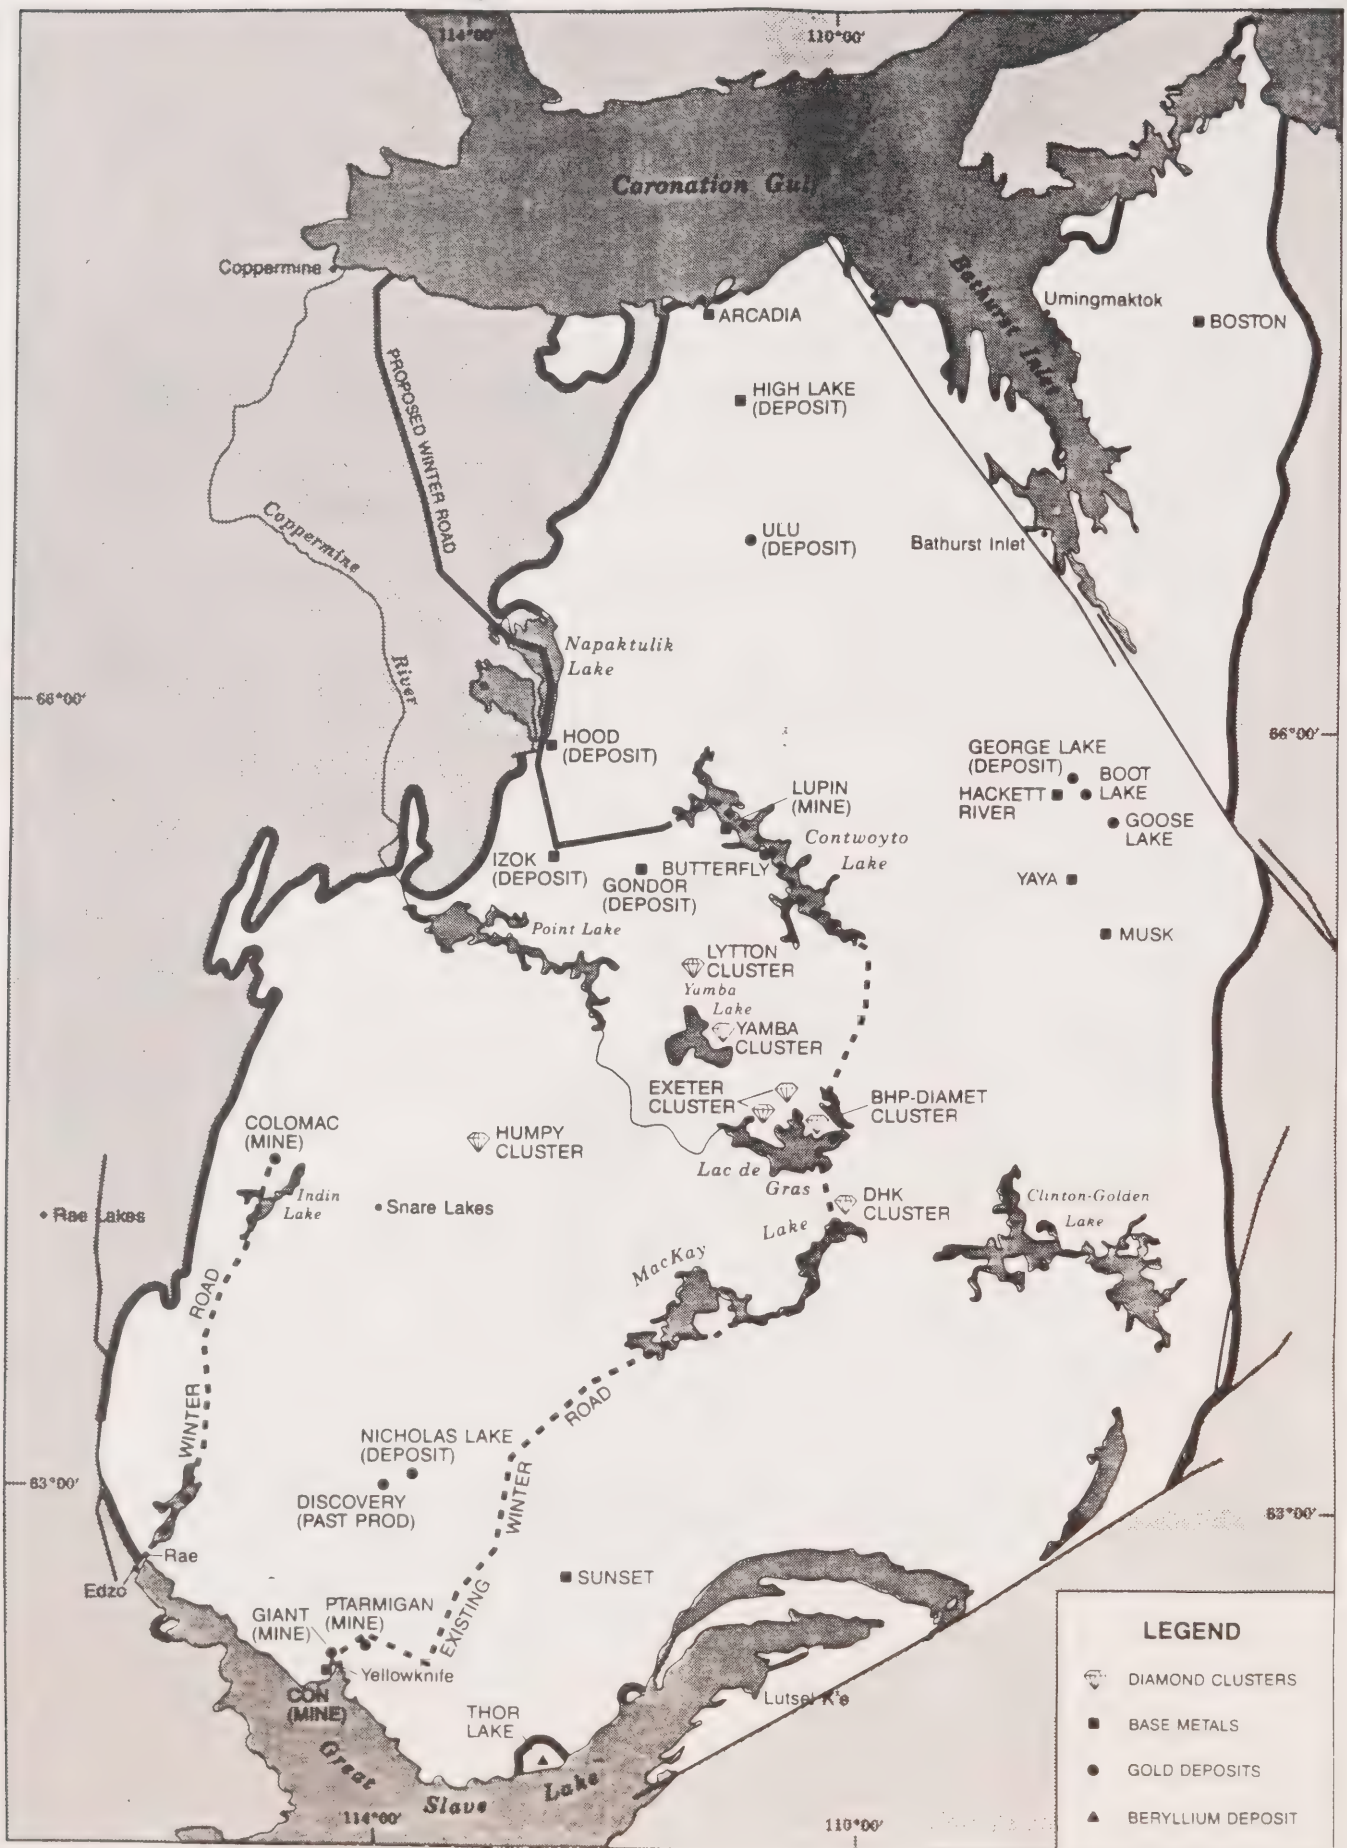 114°00'
110°00'
Coronation Gulf
Coppermine
Bathurst Inlet
Umingmaktok
ARCADIA
BOSTON
PROPOSED WINTER ROAD
HIGH LAKE
(DEPOSIT)
Coppermine
River
ULU
(DEPOSIT)
Bathurst Inlet
Napaktulik
Lake
66°00'
66°00'
HOOD
(DEPOSIT)
GEORGE LAKE
(DEPOSIT)
BOOT
LAKE
HACKETT
RIVER
GOOSE
LAKE
LUPIN
(MINE)
Contwoyto
Lake
IZOK
(DEPOSIT)
BUTTERFLY
GONDOR
(DEPOSIT)
YAYA
MUSK
Point Lake
LYTTON
CLUSTER
Yumba
Lake
YAMBA
CLUSTER
EXETER
CLUSTER
BHP-DIAMET
CLUSTER
COLOMAC
(MINE)
HUMPY
CLUSTER
Lac de
Gras
DHK
CLUSTER
Indin
Lake
Snare Lakes
Rae Lakes
Clinton-Golden
Lake
MacKay
Lake
WINTER ROAD
EXISTING WINTER ROAD
NICHOLAS LAKE
(DEPOSIT)
63°00'
DISCOVERY
(PAST PROD)
63°00'
Rae
Edzo
SUNSET
GIANT
(MINE)
PTARMIGAN
(MINE)
Yellowknife
CON
(MINE)
THOR
LAKE
Lutsel K'e
Great
Slave
Lake
114°00'
110°00'
LEGEND
DIAMOND CLUSTERS
BASE METALS
GOLD DEPOSITS
BERYLLIUM DEPOSIT